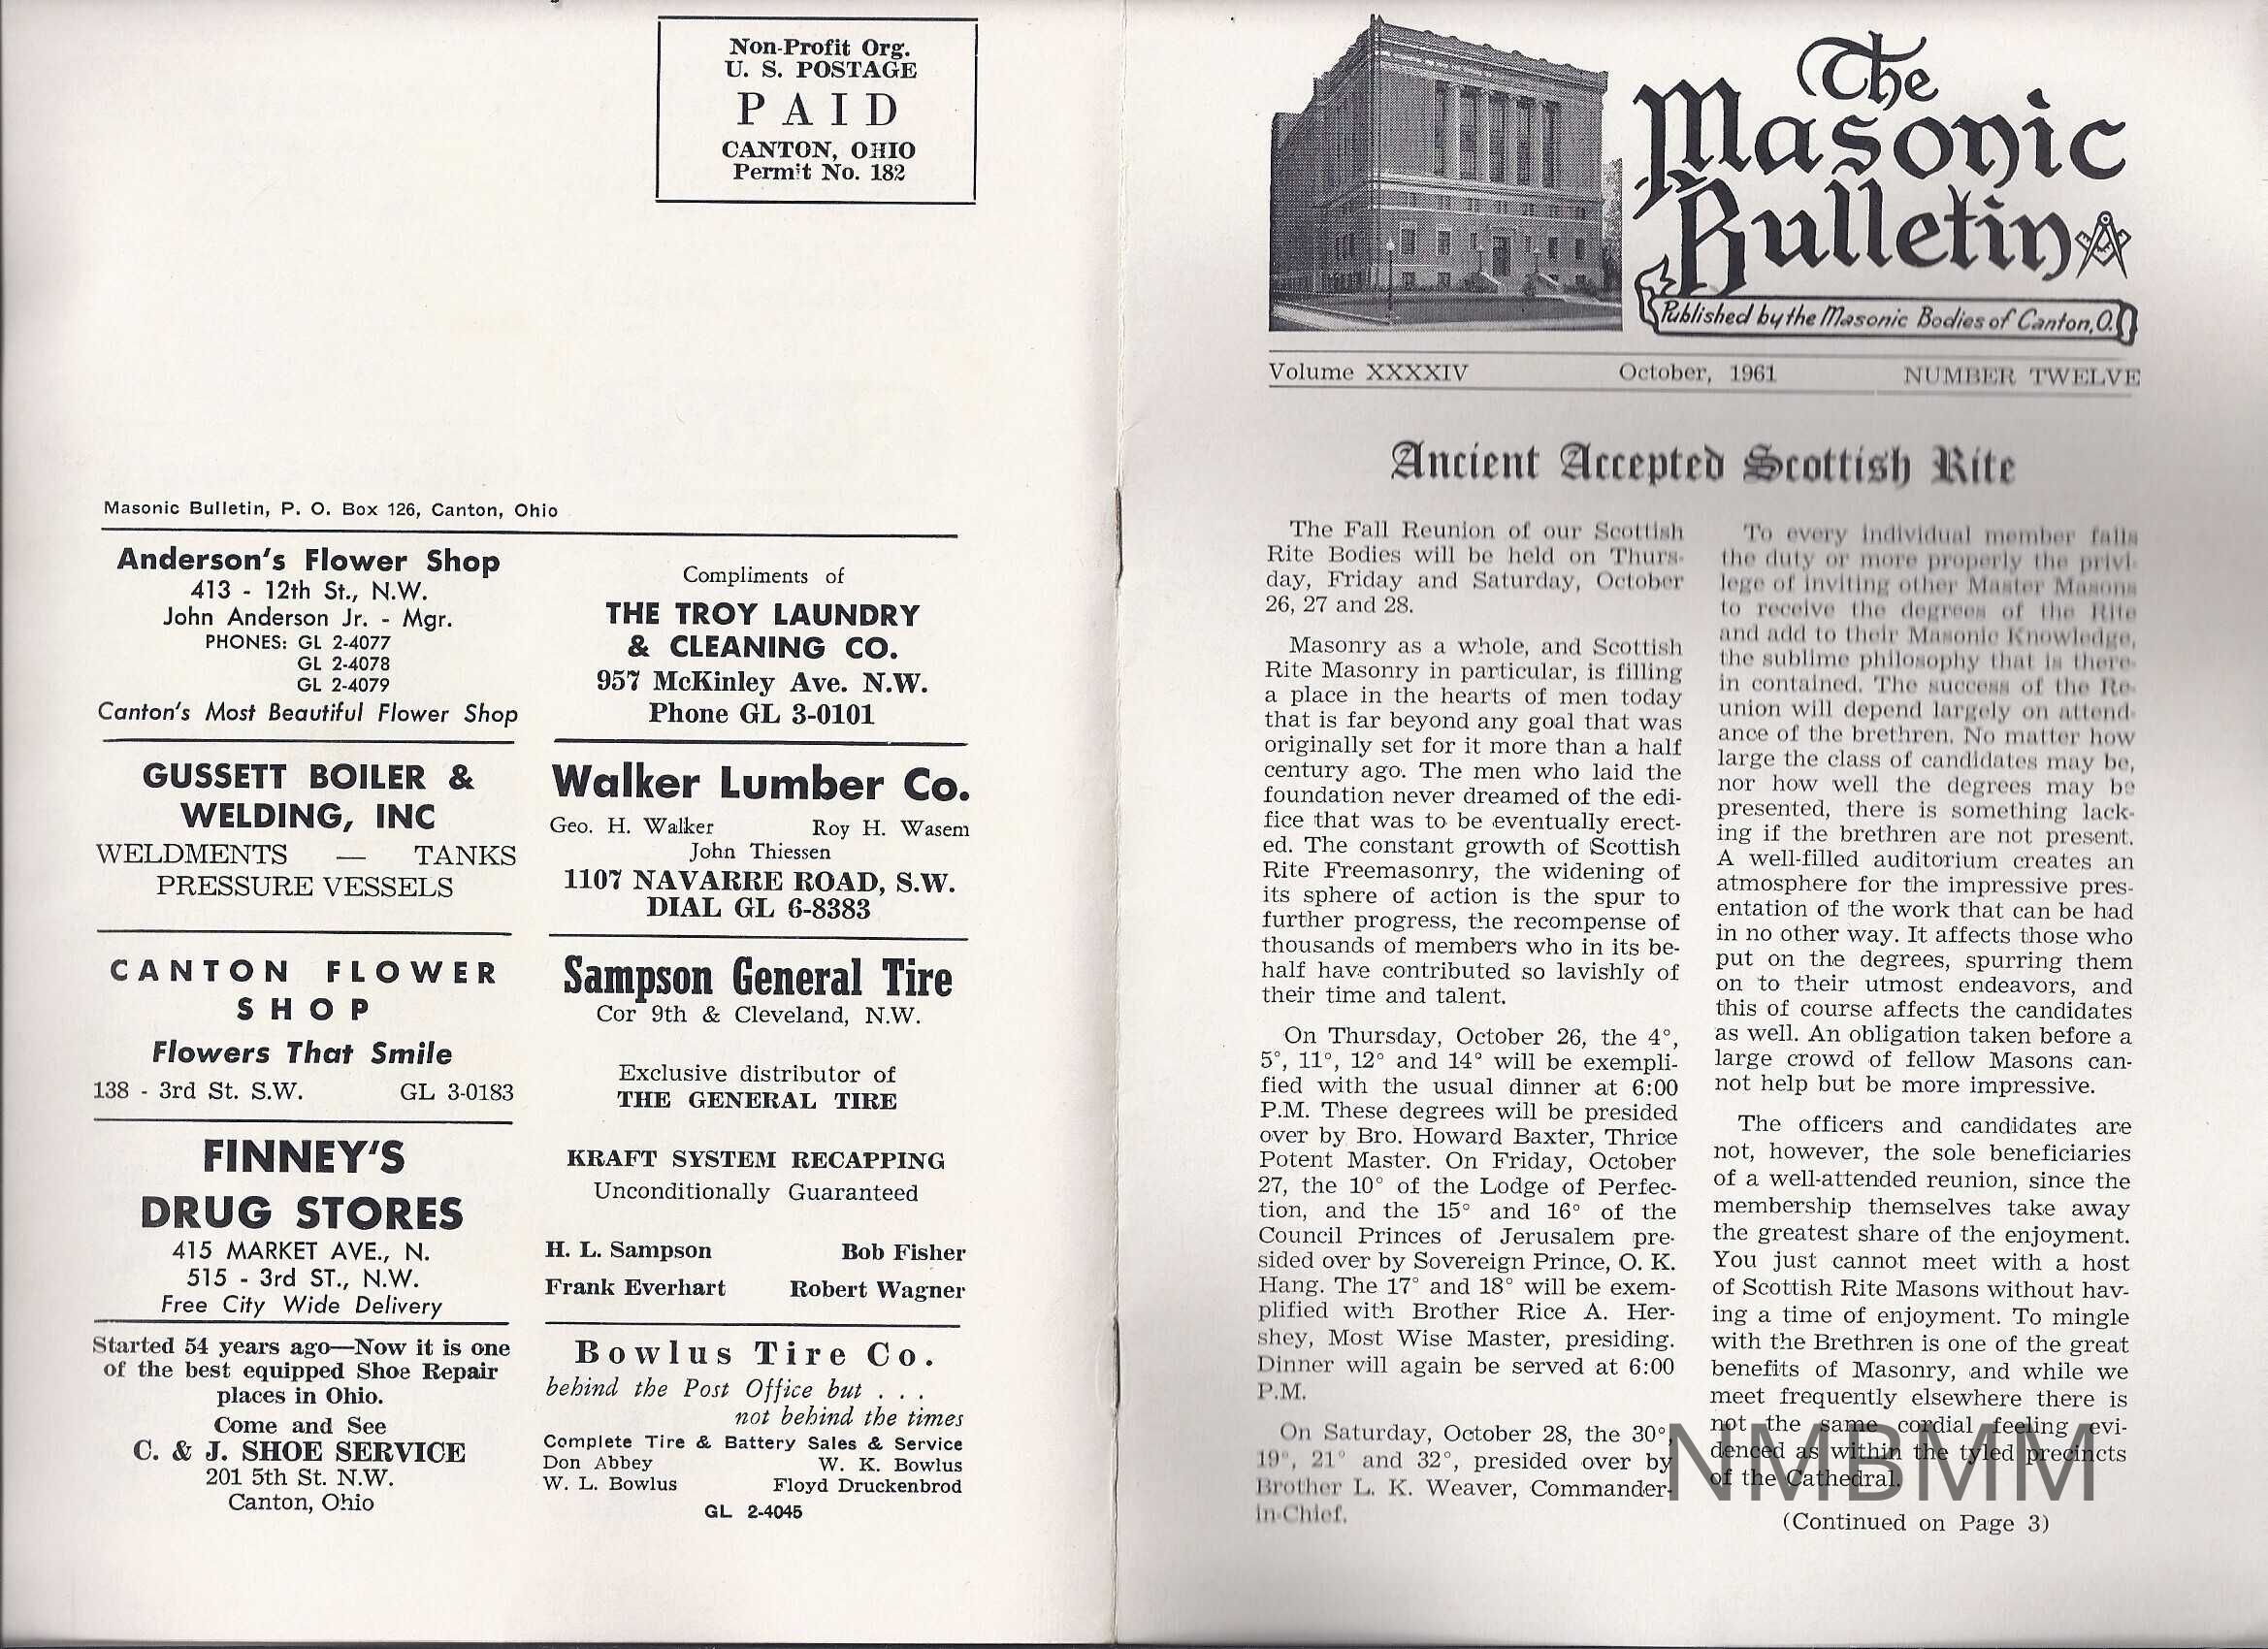 Non-Profit Org.
U. S. POSTAGE
PAID
CANTON, OHIO
Permit No. 182
Masonic Bulletin, P. O. Box 126, Canton, Ohio
Anderson's Flower Shop
413 - 12th St., N.W.
John Anderson Jr. - Mgr.
PHONES: GL 2-4077
GL 2-4078
GL 2-4079
Canton's Most Beautiful Flower Shop
GUSSETT BOILER &
WELDING, INC
WELDMENTS — TANKS
PRESSURE VESSELS
CANTON FLOWER
SHOP
Flowers That Smile
138 - 3rd St. S.W. GL 3-0183
FINNEY'S
DRUG STORES
415 MARKET AVE., N.
515 - 3rd ST., N.W.
Free City Wide Delivery
Started 54 years ago—Now it is one
of the best equipped Shoe Repair
places in Ohio.
Come and See
C. & J. SHOE SERVICE
201 5th St. N.W.
Canton, Ohio
Compliments of
THE TROY LAUNDRY
& CLEANING CO.
957 McKinley Ave. N.W.
Phone GL 3-0101
Walker Lumber Co.
Geo. H. Walker Roy H. Wasem
John Thiessen
1107 NAVARRE ROAD, S.W.
DIAL GL 6-8383
Sampson General Tire
Cor 9th & Cleveland, N.W.
Exclusive distributor of
THE GENERAL TIRE
KRAFT SYSTEM RECAPPING
Unconditionally Guaranteed
H. L. Sampson Bob Fisher
Frank Everhart Robert Wagner
Bowlus Tire Co.
behind the Post Office but . . .
not behind the times
Complete Tire & Battery Sales & Service
Don Abbey W. K. Bowlus
W. L. Bowlus Floyd Druckenbrod
GL 2-4045
The
Masonic
Bulletin
Published by the Masonic Bodies of Canton, O.
Volume XXXXIV October, 1961 NUMBER TWELVE
Ancient Accepted Scottish Rite
The Fall Reunion of our Scottish
Rite Bodies will be held on Thurs-
day, Friday and Saturday, October
26, 27 and 28.
Masonry as a whole, and Scottish
Rite Masonry in particular, is filling
a place in the hearts of men today
that is far beyond any goal that was
originally set for it more than a half
century ago. The men who laid the
foundation never dreamed of the edi-
fice that was to be eventually erect-
ed. The constant growth of Scottish
Rite Freemasonry, the widening of
its sphere of action is the spur to
further progress, the recompense of
thousands of members who in its be-
half have contributed so lavishly of
their time and talent.
On Thursday, October 26, the 4°,
5°, 11°, 12° and 14° will be exempli-
fied with the usual dinner at 6:00
P.M. These degrees will be presided
over by Bro. Howard Baxter, Thrice
Potent Master. On Friday, October
27, the 10° of the Lodge of Perfec-
tion, and the 15° and 16° of the
Council Princes of Jerusalem pre-
sided over by Sovereign Prince, O. K.
Hang. The 17° and 18° will be exem-
plified with Brother Rice A. Her-
shey, Most Wise Master, presiding.
Dinner will again be served at 6:00
P.M.
On Saturday, October 28, the 30°,
19°, 21° and 32°, presided over by
Brother L. K. Weaver, Commander-
in-Chief.
To every individual member falls
the duty or more properly the privi-
lege of inviting other Master Masons
to receive the degrees of the Rite
and add to their Masonic Knowledge,
the sublime philosophy that is there-
in contained. The success of the Re-
union will depend largely on attend-
ance of the brethren. No matter how
large the class of candidates may be,
nor how well the degrees may be
presented, there is something lack-
ing if the brethren are not present.
A well-filled auditorium creates an
atmosphere for the impressive pres-
entation of the work that can be had
in no other way. It affects those who
put on the degrees, spurring them
on to their utmost endeavors, and
this of course affects the candidates
as well. An obligation taken before a
large crowd of fellow Masons can-
not help but be more impressive.
The officers and candidates are
not, however, the sole beneficiaries
of a well-attended reunion, since the
membership themselves take away
the greatest share of the enjoyment.
You just cannot meet with a host
of Scottish Rite Masons without hav-
ing a time of enjoyment. To mingle
with the Brethren is one of the great
benefits of Masonry, and while we
meet frequently elsewhere there is
not the same cordial feeling evi-
denced as within the tyled precincts
of the Cathedral.
(Continued on Page 3)
NMBMM